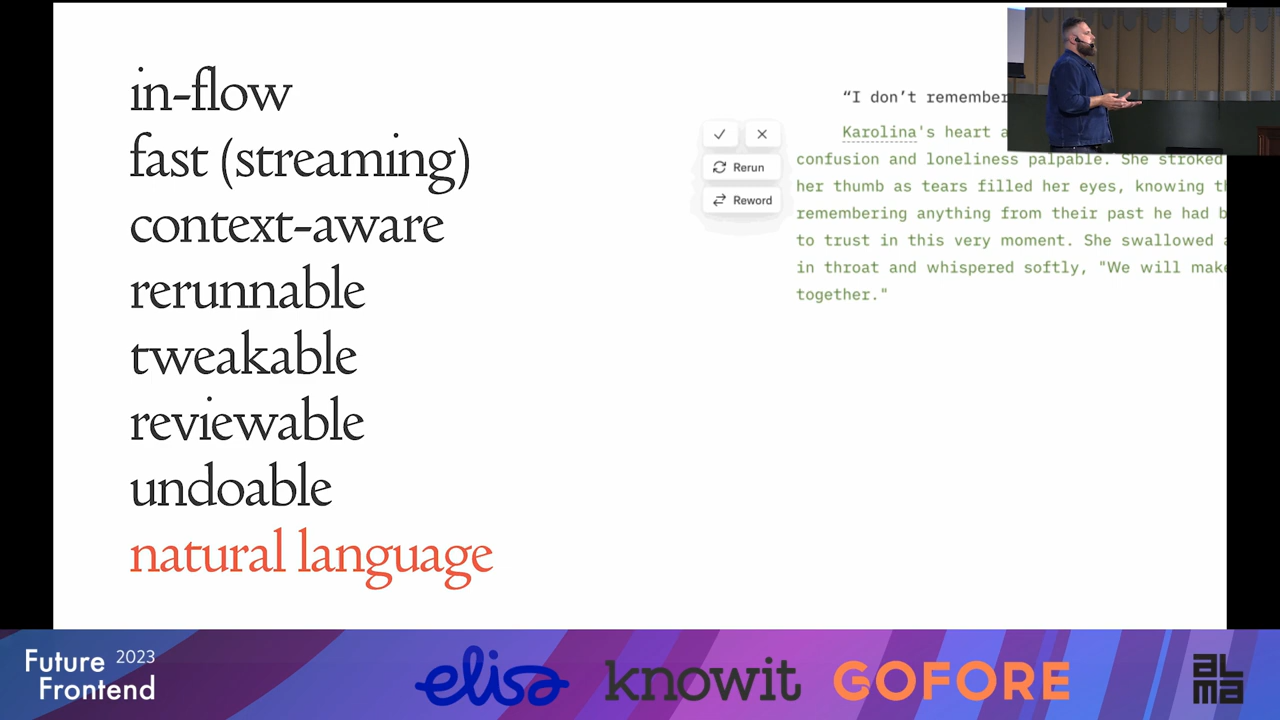 in-flow
fast (streaming)
context-aware
rerunnable
tweakable
reviewable
undoable
natural language
“I don’t remember
Karolina's heart a
confusion and loneliness palpable. She stroked
her thumb as tears filled her eyes, knowing th
remembering anything from their past he had b
to trust in this very moment. She swallowed a
in throat and whispered softly, "We will make
together."
Rerun
Reword
Future 2023
Frontend
elisa
knowit
GOFORE
aL
ma